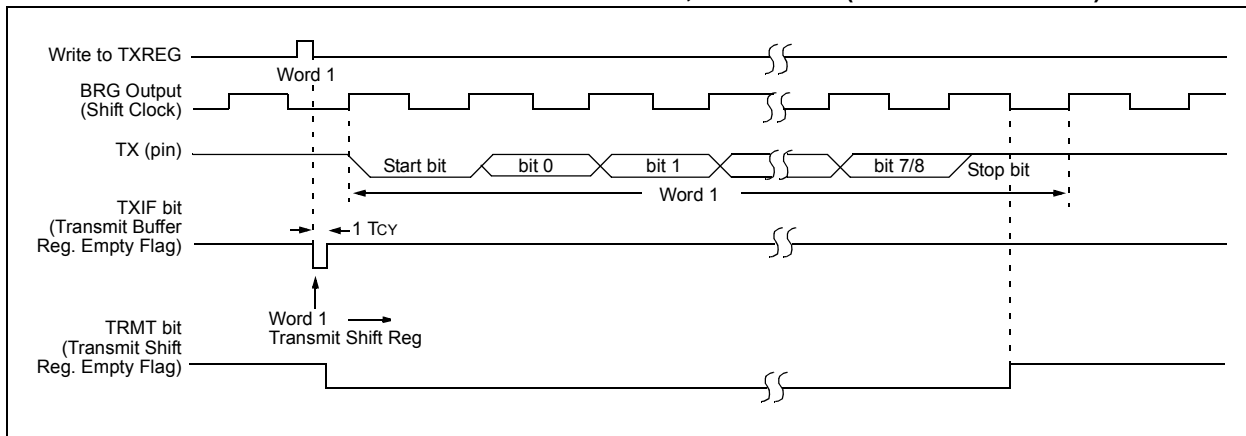 Write to TXREG
Word 1
BRG Output
(Shift Clock)
TX (pin)
Start bit
bit 0
bit 1
bit 7/8
Stop bit
Word 1
TXIF bit
(Transmit Buffer
Reg. Empty Flag)
1 TCY
Word 1
Transmit Shift Reg
TRMT bit
(Transmit Shift
Reg. Empty Flag)